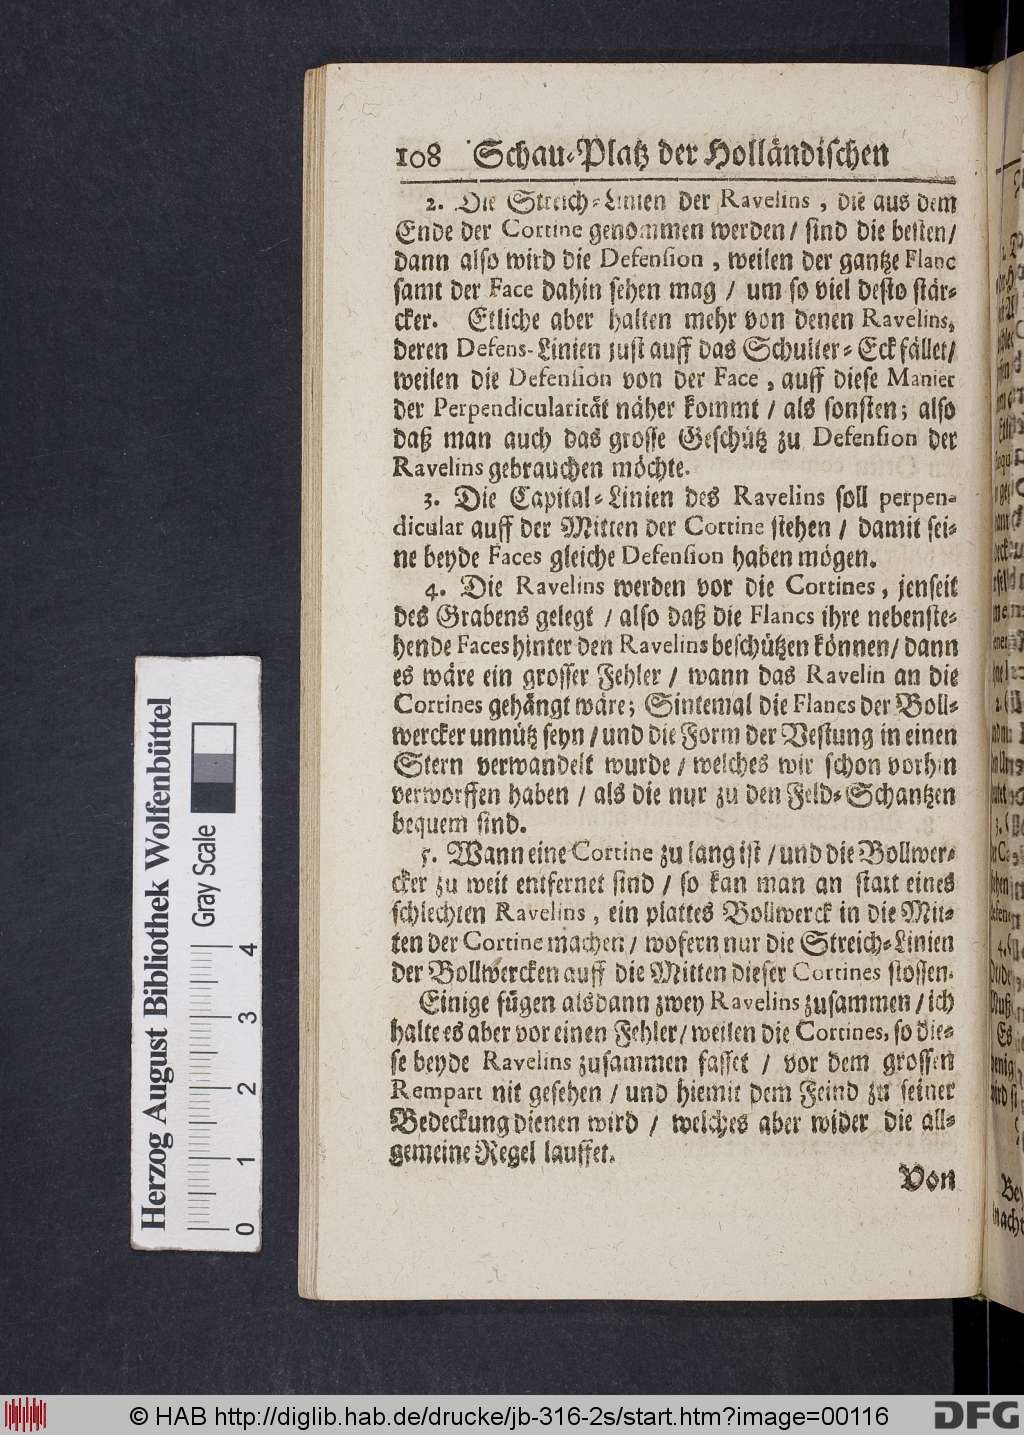 108 Schau-Platz der Holländischen
2. Die Streich-Linien der Ravelins, die aus dem
Ende der Cortine genommen werden/ sind die besten/
dann also wird die Defension, weilen der gantze Flanc
samt der Face dahin sehen mag / um so viel desto stär-
cker. Etliche aber halten mehr von denen Ravelins,
deren Defens-Linien just auff das Schulter-Eck fället/
weilen die Defension von der Face, auff diese Manier
der Perpendicularität näher kommt / als sonsten; also
daß man auch das grosse Geschütz zu Defension der
Ravelins gebrauchen möchte.
3. Die Capital-Linien des Ravelins soll perpen-
dicular auff der Mitten der Cortine stehen / damit sei-
ne beyde Faces gleiche Defension haben mögen.
4. Die Ravelins werden vor die Cortines, jenseit
des Grabens gelegt / also daß die Flancs ihre nebenste-
hende Faces hinter den Ravelins beschützen können/ dann
es wäre ein grosser Fehler / wann das Ravelin an die
Cortines gehängt wäre; Sintemal die Flancs der Boll-
wercker unnütz seyn / und die Form der Vestung in einen
Stern verwandelt wurde / welches wir schon vorhin
verworffen haben / als die nur zu den Feld-Schantzen
bequem sind.
5. Wann eine Cortine zu lang ist / und die Bollwer-
cker zu weit entfernet sind / so kan man an statt eines
schlechten Ravelins, ein plattes Bollwerck in die Mit-
ten der Cortine machen / wofern nur die Streich-Linien
der Bollwercken auff die Mitten dieser Cortines stossen.
Einige fügen alsdann zwey Ravelins zusammen / ich
halte es aber vor einen Fehler / weilen die Cortines, so die-
se beyde Ravelins zusammen fasset / vor dem grossen
Rempart nit gesehen / und hiemit dem Feind zu seiner
Bedeckung dienen wird / welches aber wider die all-
gemeine Regel lauffet.
Von
Herzog August Bibliothek Wolfenbüttel
Gray Scale
0 1 2 3 4
© HAB http://diglib.hab.de/drucke/jb-316-2s/start.htm?image=00116
DFG